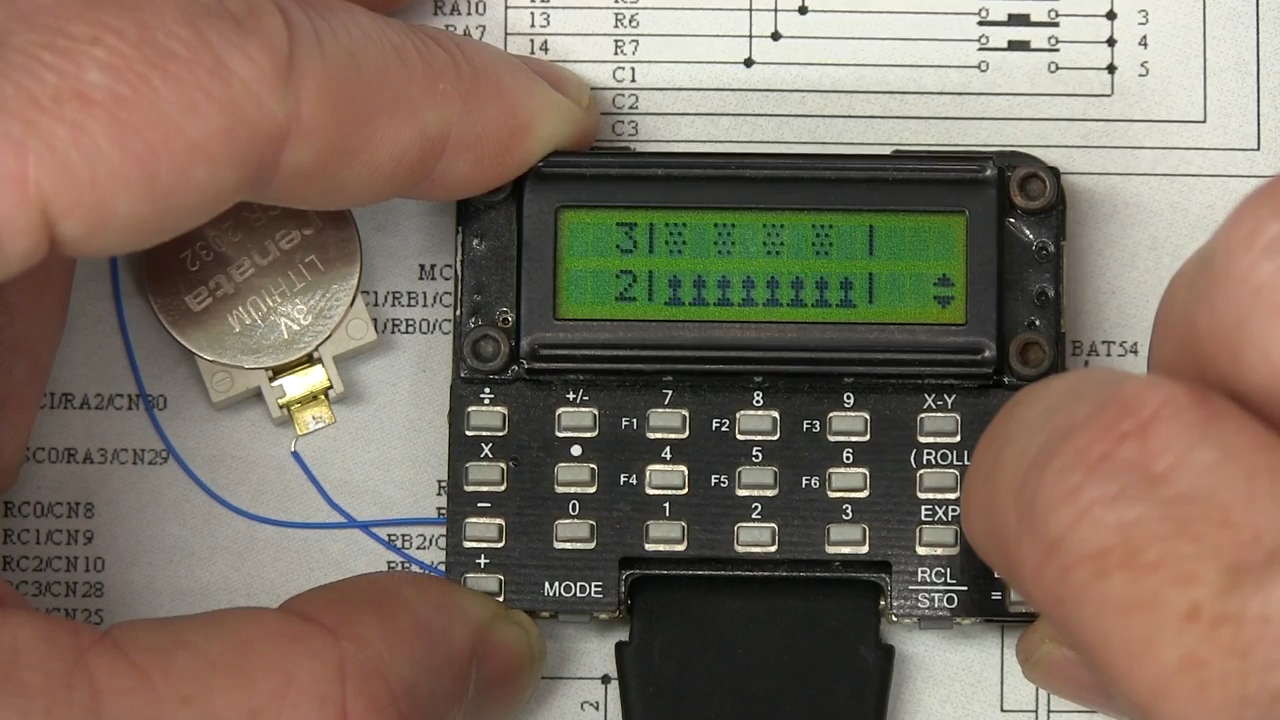 RA10
13 R6
3
RA7
14 R7
4
C1
5
C2
C3
3
2
Renata
CR 2032
LITHIUM
3V
MC
C1/RB1/C
1/RB0/C
BAT54
CI/RA2/CN30
SC0/RA3/CN29
RC0/CN8
RC1/CN9
RC2/CN10
RC3/CN28
/CN25
RB2/C
÷ +/- 7 8 9 X-Y
F1 F2 F3
X ● 4 5 6 (ROLL
F4 F5 F6
− 0 1 2 3 EXP
+ MODE RCL
= STO
2